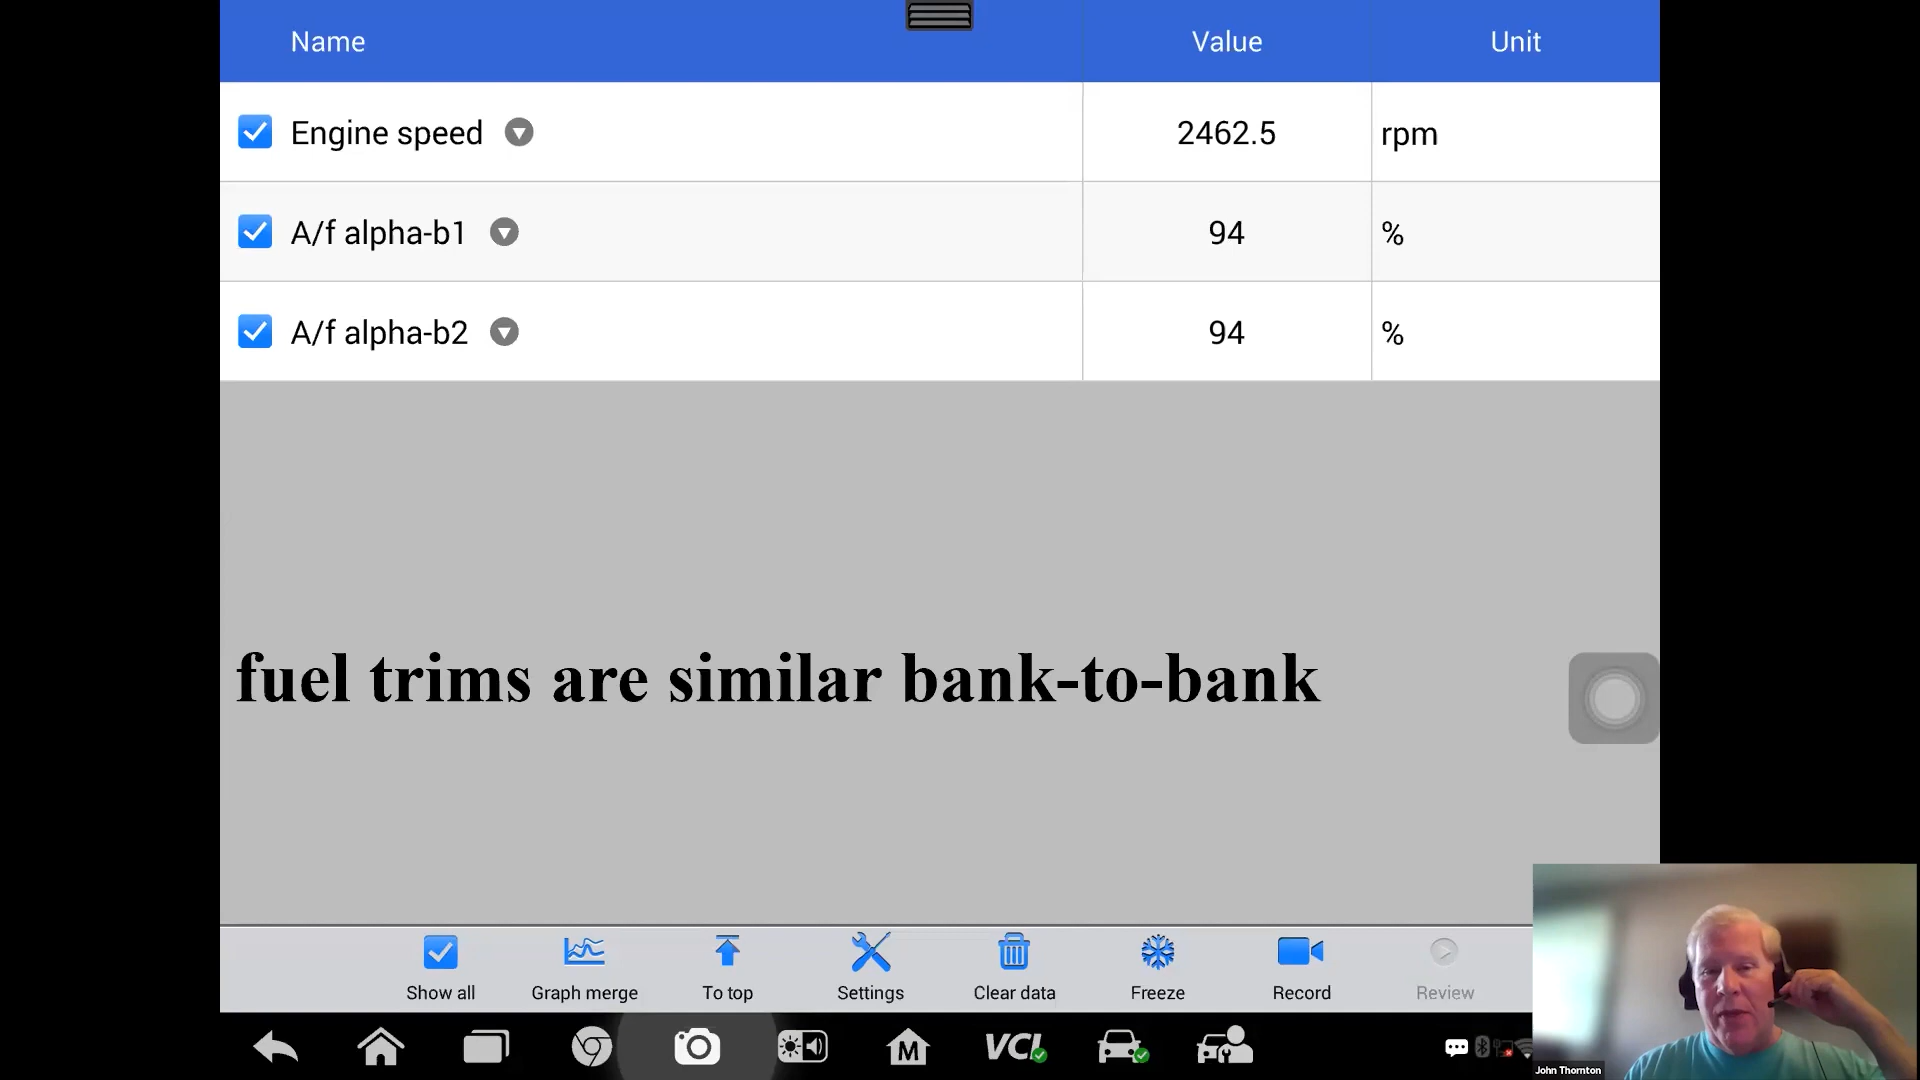 Name Value Unit
Engine speed 2462.5 rpm
A/f alpha-b1 94 %
A/f alpha-b2 94 %
fuel trims are similar bank-to-bank
Show all Graph merge To top Settings Clear data Freeze Record Review
M VCI
John Thornton